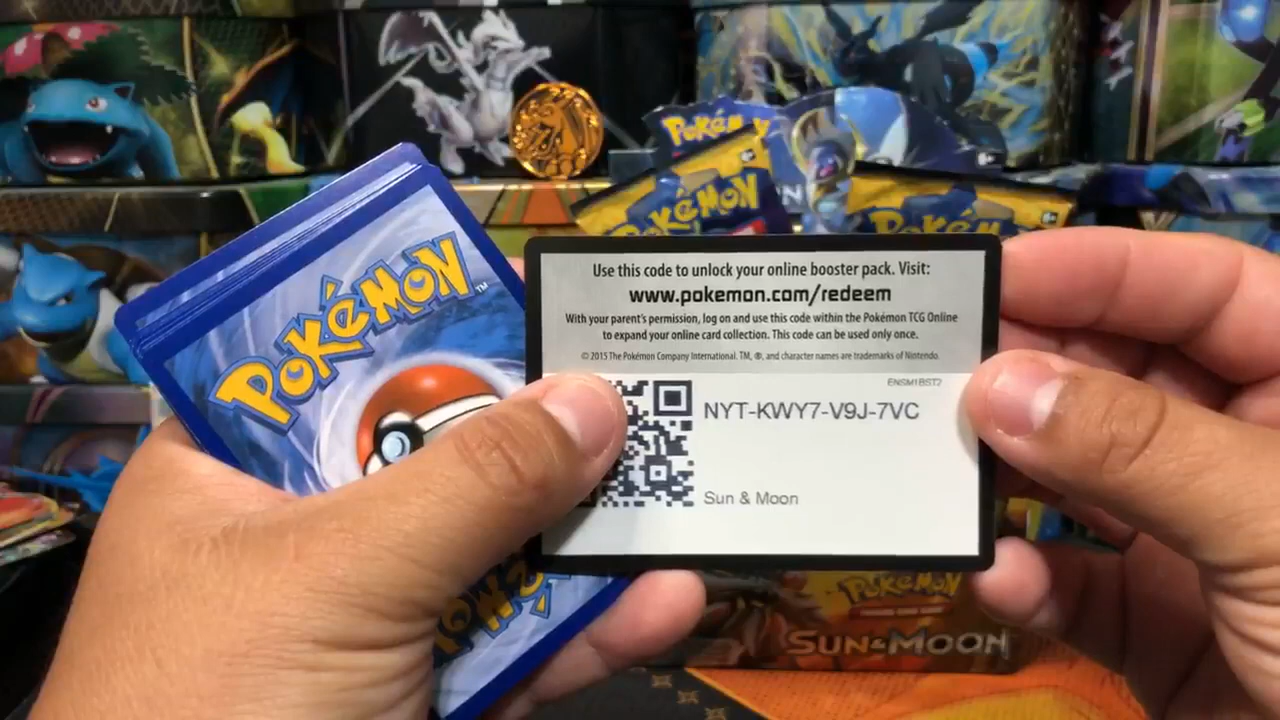 Pokémon
Pokémon
Pokémon
Pokémon
TM
Use this code to unlock your online booster pack. Visit:
www.pokemon.com/redeem
With your parent's permission, log on and use this code within the Pokémon TCG Online
to expand your online card collection. This code can be used only once.
© 2015 The Pokémon Company International. TM, ®, and character names are trademarks of Nintendo.
ENSM1BST2
NYT-KWY7-V9J-7VC
Sun & Moon
POKéMON
SUN & MOON